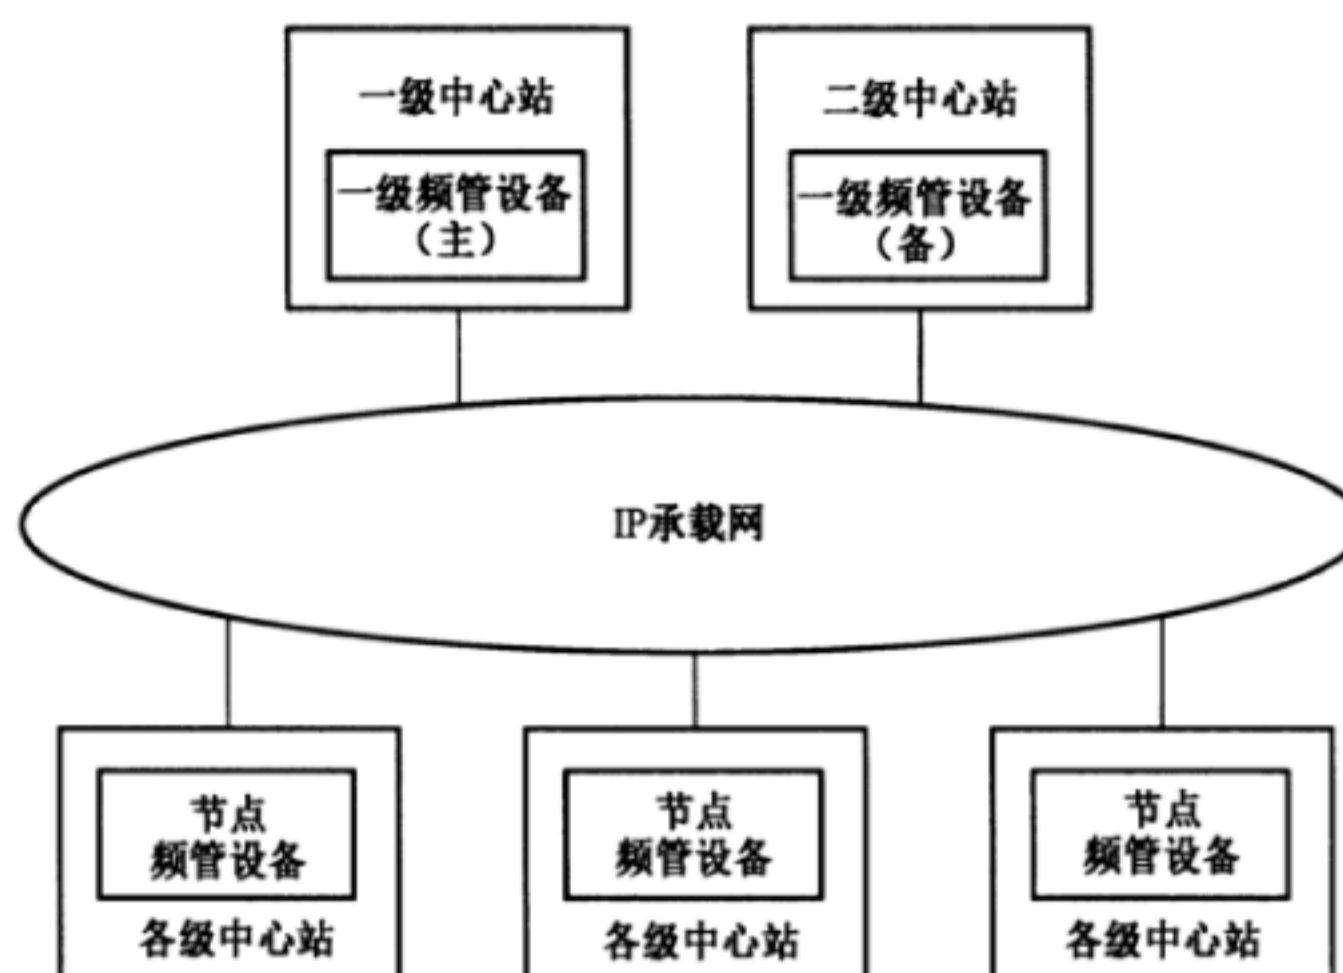 一级中心站
一级频管设备
（主）
二级中心站
一级频管设备
（备）
IP承载网
节点
频管设备
各级中心站
节点
频管设备
各级中心站
节点
频管设备
各级中心站